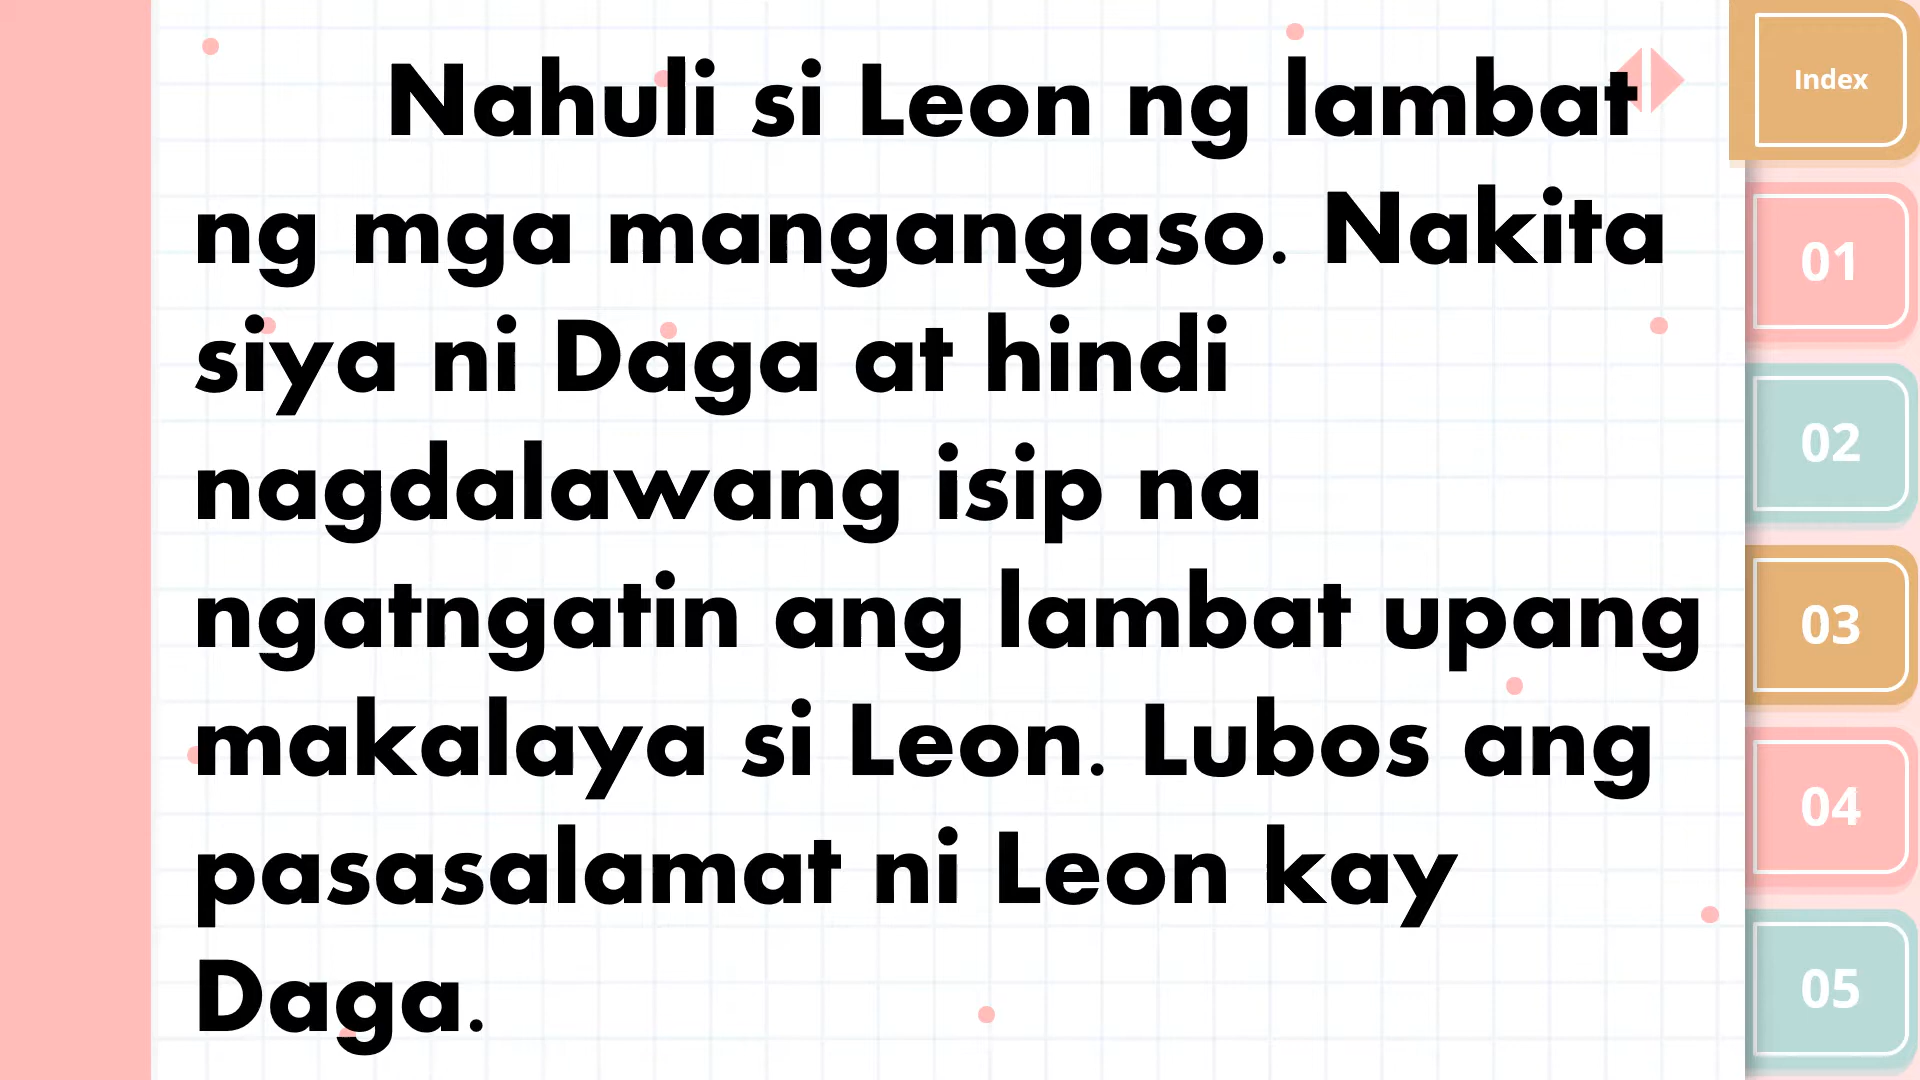 Nahuli si Leon ng lambat
ng mga mangangaso. Nakita
siya ni Daga at hindi
nagdalawang isip na
ngatngatin ang lambat upang
makalaya si Leon. Lubos ang
pasasalamat ni Leon kay
Daga.
Index
01
02
03
04
05